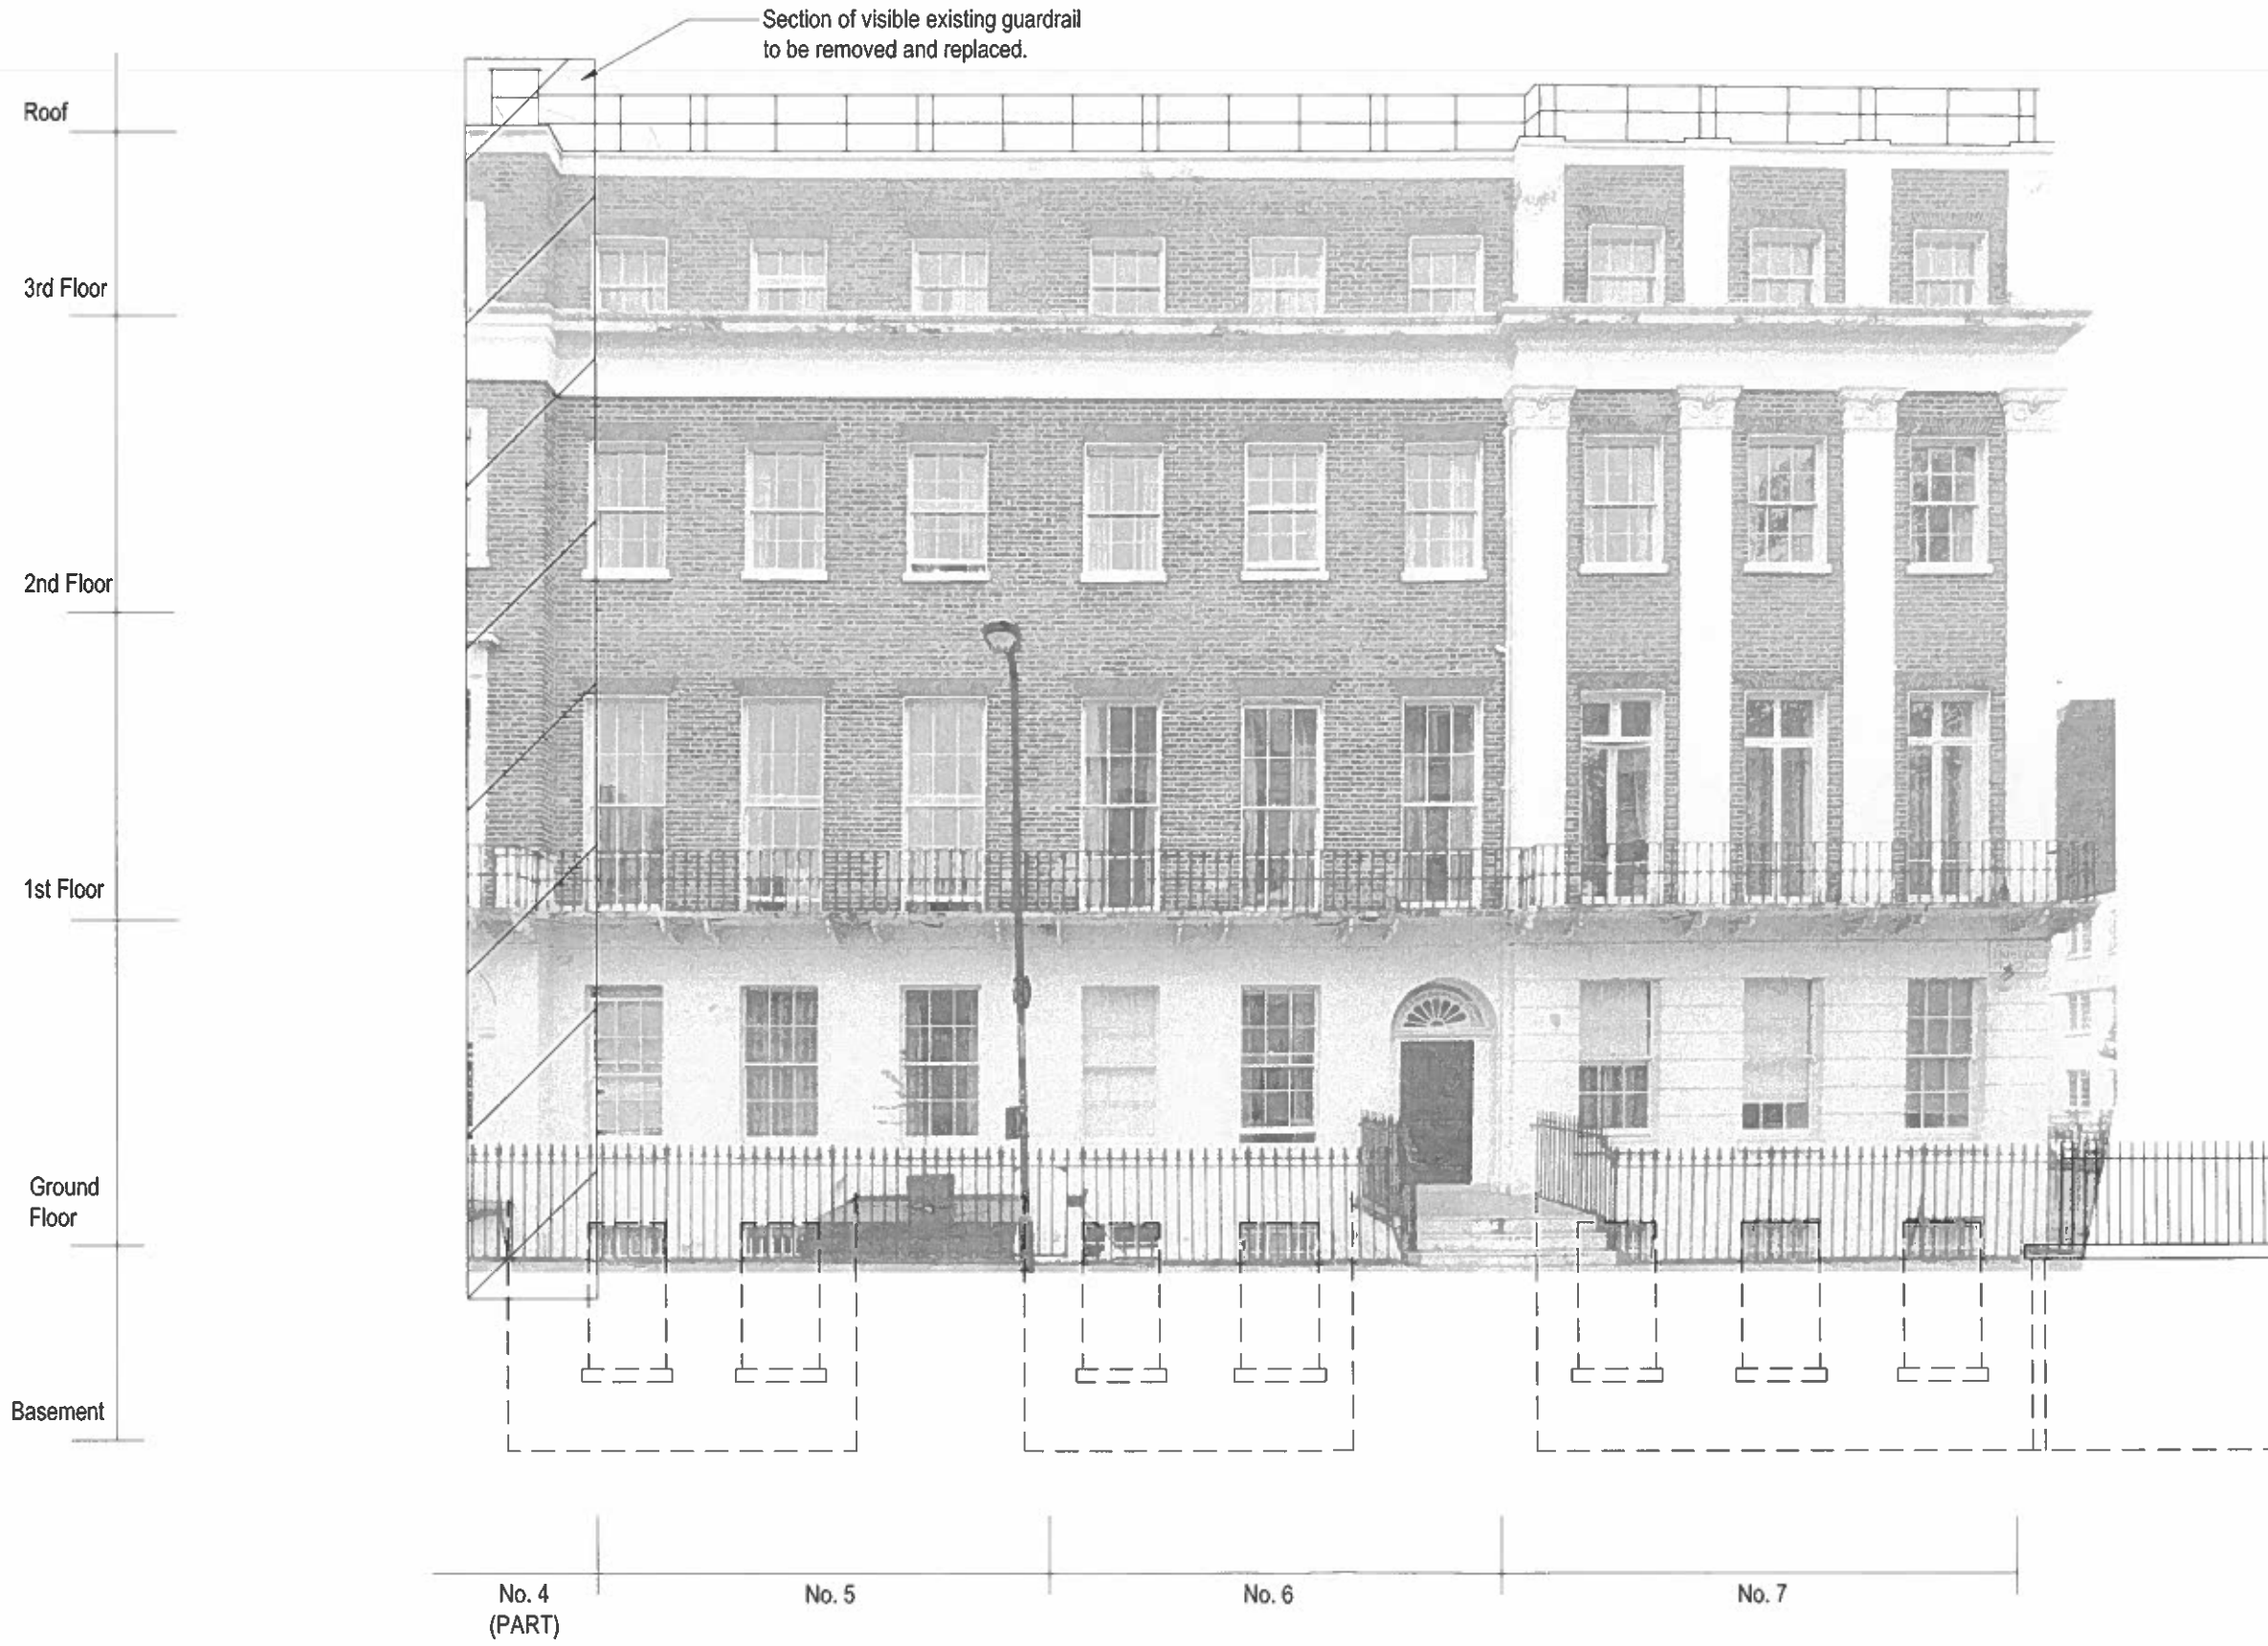 Section of visible existing guardrail
to be removed and replaced.
Roof
3rd Floor
2nd Floor
1st Floor
Ground
Floor
Basement
No. 4
(PART)
No. 5
No. 6
No. 7